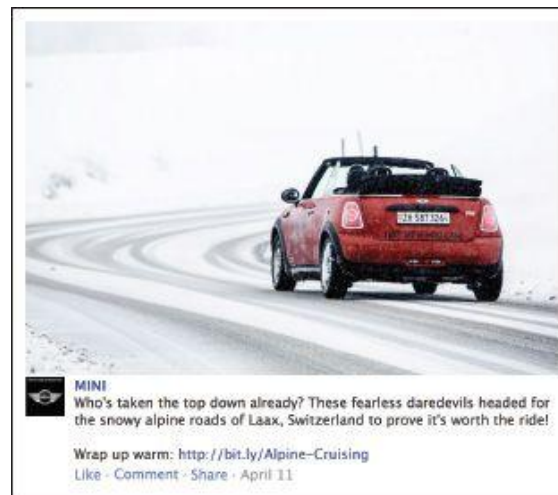 ZH 587324
MINI
Who's taken the top down already? These fearless daredevils headed for
the snowy alpine roads of Laax, Switzerland to prove it's worth the ride!
Wrap up warm: http://bit.ly/Alpine-Cruising
Like · Comment · Share · April 11